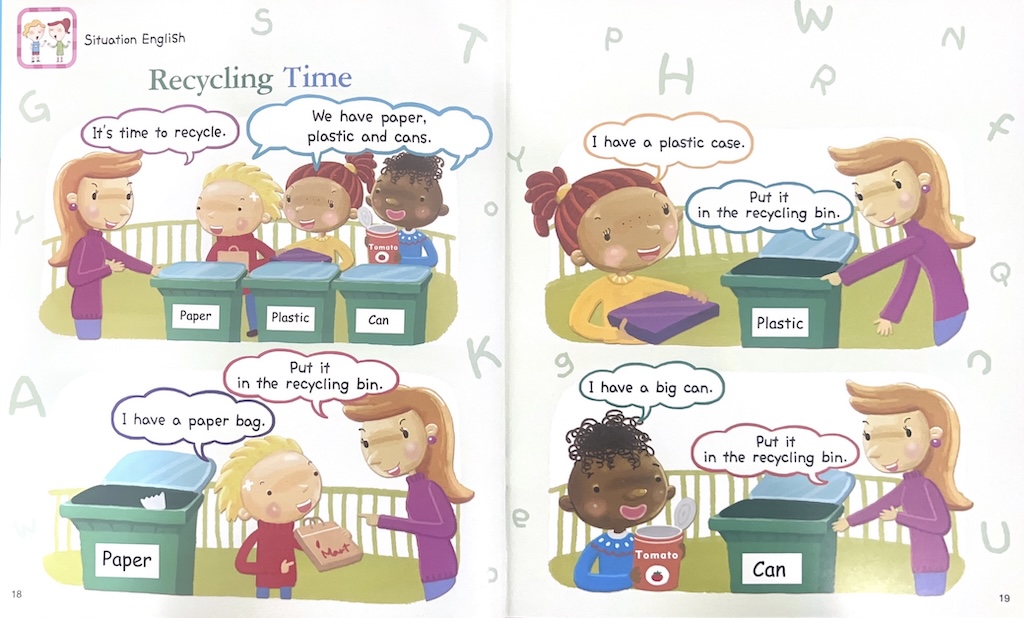 Situation English
Recycling Time
It's time to recycle.
We have paper,
plastic and cans.
Tomato
Paper
Plastic
Can
Put it
in the recycling bin.
I have a paper bag.
Mart
Paper
18
I have a plastic case.
Put it
in the recycling bin.
Plastic
I have a big can.
Put it
in the recycling bin.
Tomato
Can
19
S
T
G
y
o
K
A
w
P
W
N
H
R
f
y
Q
g
n
e
U